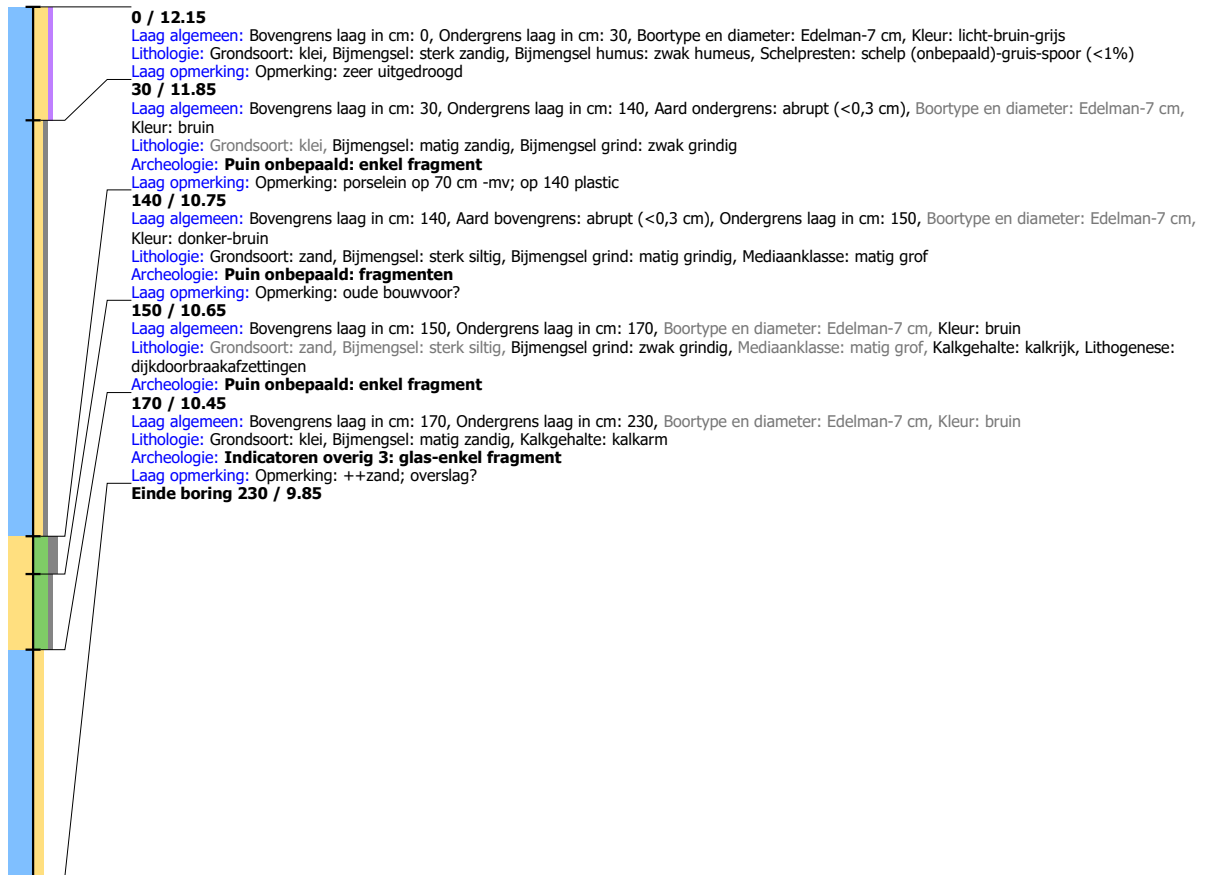 0 / 12.15
Laag algemeen: Bovengrens laag in cm: 0, Ondergrens laag in cm: 30, Boortype en diameter: Edelman-7 cm, Kleur: licht-bruin-grijs
Lithologie: Grondsoort: klei, Bijmengsel: sterk zandig, Bijmengsel humus: zwak humeus, Schelpresten: schelp (onbepaald)-gruis-spoor (<1%)
Laag opmerking: Opmerking: zeer uitgedroogd
30 / 11.85
Laag algemeen: Bovengrens laag in cm: 30, Ondergrens laag in cm: 140, Aard ondergrens: abrupt (<0,3 cm), Boortype en diameter: Edelman-7 cm,
Kleur: bruin
Lithologie: Grondsoort: klei, Bijmengsel: matig zandig, Bijmengsel grind: zwak grindig
Archeologie: Puin onbepaald: enkel fragment
Laag opmerking: Opmerking: porselein op 70 cm -mv; op 140 plastic
140 / 10.75
Laag algemeen: Bovengrens laag in cm: 140, Aard bovengrens: abrupt (<0,3 cm), Ondergrens laag in cm: 150, Boortype en diameter: Edelman-7 cm,
Kleur: donker-bruin
Lithologie: Grondsoort: zand, Bijmengsel: sterk siltig, Bijmengsel grind: matig grindig, Mediaanklasse: matig grof
Archeologie: Puin onbepaald: fragmenten
Laag opmerking: Opmerking: oude bouwvoor?
150 / 10.65
Laag algemeen: Bovengrens laag in cm: 150, Ondergrens laag in cm: 170, Boortype en diameter: Edelman-7 cm, Kleur: bruin
Lithologie: Grondsoort: zand, Bijmengsel: sterk siltig, Bijmengsel grind: zwak grindig, Mediaanklasse: matig grof, Kalkgehalte: kalkrijk, Lithogenese:
dijkdoorbraakafzettingen
Archeologie: Puin onbepaald: enkel fragment
170 / 10.45
Laag algemeen: Bovengrens laag in cm: 170, Ondergrens laag in cm: 230, Boortype en diameter: Edelman-7 cm, Kleur: bruin
Lithologie: Grondsoort: klei, Bijmengsel: matig zandig, Kalkgehalte: kalkarm
Archeologie: Indicatoren overig 3: glas-enkel fragment
Laag opmerking: Opmerking: ++zand; overslag?
Einde boring 230 / 9.85